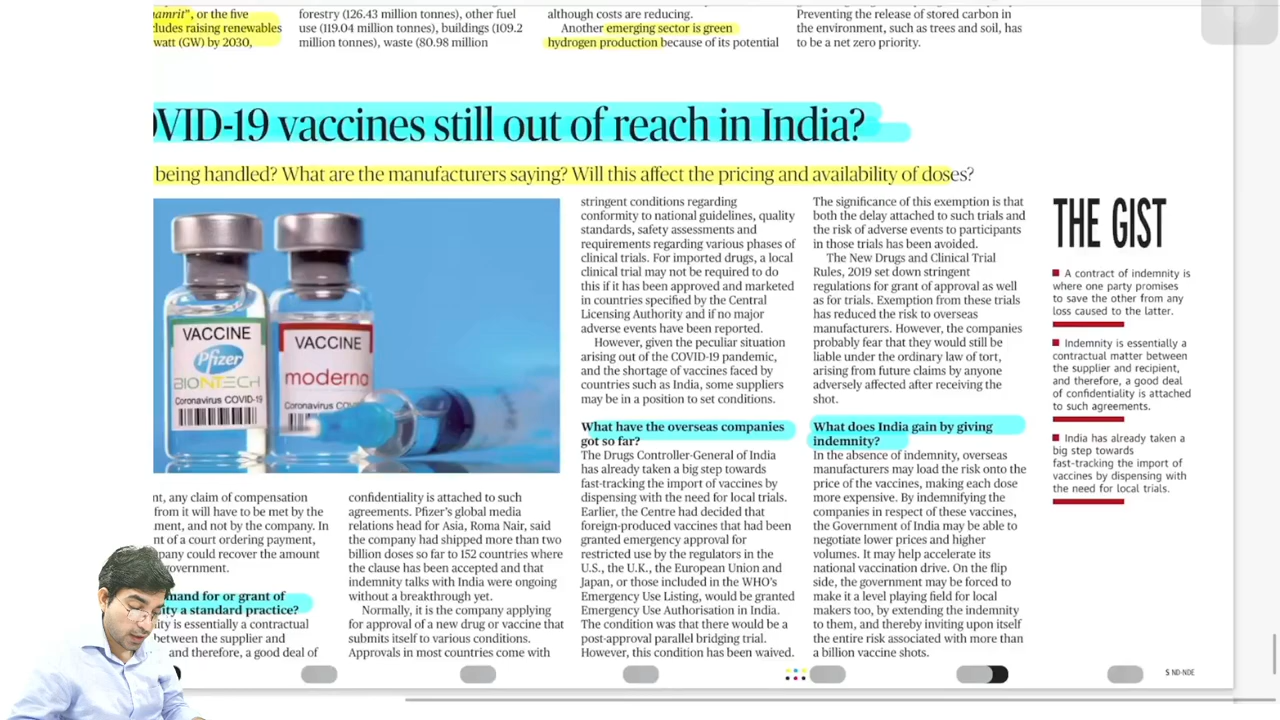 namrit", or the five
cludes raising renewables
watt (GW) by 2030,
forestry (126.43 million tonnes), other fuel
use (119.04 million tonnes), buildings (109.2
million tonnes), waste (80.98 million
although costs are reducing.
Another emerging sector is green
hydrogen production because of its potential
Preventing the release of stored carbon in
the environment, such as trees and soil, has
to be a net zero priority.
OVID-19 vaccines still out of reach in India?
being handled? What are the manufacturers saying? Will this affect the pricing and availability of doses?
VACCINE
Pfizer
BIONTECH
Coronavirus COVID-19
VACCINE
moderna
Coronavirus COV
nt, any claim of compensation
from it will have to be met by the
ment, and not by the company. In
nt of a court ordering payment,
pany could recover the amount
overnment.
mand for or grant of
ity a standard practice?
ity is essentially a contractual
between the supplier and
and therefore, a good deal of
confidentiality is attached to such
agreements. Pfizer's global media
relations head for Asia, Roma Nair, said
the company had shipped more than two
billion doses so far to 152 countries where
the clause has been accepted and that
indemnity talks with India were ongoing
without a breakthrough yet.
Normally, it is the company applying
for approval of a new drug or vaccine that
submits itself to various conditions.
Approvals in most countries come with
stringent conditions regarding
conformity to national guidelines, quality
standards, safety assessments and
requirements regarding various phases of
clinical trials. For imported drugs, a local
clinical trial may not be required to do
this if it has been approved and marketed
in countries specified by the Central
Licensing Authority and if no major
adverse events have been reported.
However, given the peculiar situation
arising out of the COVID-19 pandemic,
and the shortage of vaccines faced by
countries such as India, some suppliers
may be in a position to set conditions.
What have the overseas companies
got so far?
The Drugs Controller-General of India
has already taken a big step towards
fast-tracking the import of vaccines by
dispensing with the need for local trials.
Earlier, the Centre had decided that
foreign-produced vaccines that had been
granted emergency approval for
restricted use by the regulators in the
U.S., the U.K., the European Union and
Japan, or those included in the WHO's
Emergency Use Listing, would be granted
Emergency Use Authorisation in India.
The condition was that there would be a
post-approval parallel bridging trial.
However, this condition has been waived.
The significance of this exemption is that
both the delay attached to such trials and
the risk of adverse events to participants
in those trials has been avoided.
The New Drugs and Clinical Trial
Rules, 2019 set down stringent
regulations for grant of approval as well
as for trials. Exemption from these trials
has reduced the risk to overseas
manufacturers. However, the companies
probably fear that they would still be
liable under the ordinary law of tort,
arising from future claims by anyone
adversely affected after receiving the
shot.
What does India gain by giving
indemnity?
In the absence of indemnity, overseas
manufacturers may load the risk onto the
price of the vaccines, making each dose
more expensive. By indemnifying the
companies in respect of these vaccines,
the Government of India may be able to
negotiate lower prices and higher
volumes. It may help accelerate its
national vaccination drive. On the flip
side, the government may be forced to
make it a level playing field for local
makers too, by extending the indemnity
to them, and thereby inviting upon itself
the entire risk associated with more than
a billion vaccine shots.
THE GIST
A contract of indemnity is
where one party promises
to save the other from any
loss caused to the latter.
Indemnity is essentially a
contractual matter between
the supplier and recipient,
and therefore, a good deal
of confidentiality is attached
to such agreements.
India has already taken a
big step towards
fast-tracking the import of
vaccines by dispensing with
the need for local trials.
5 ND-NDE